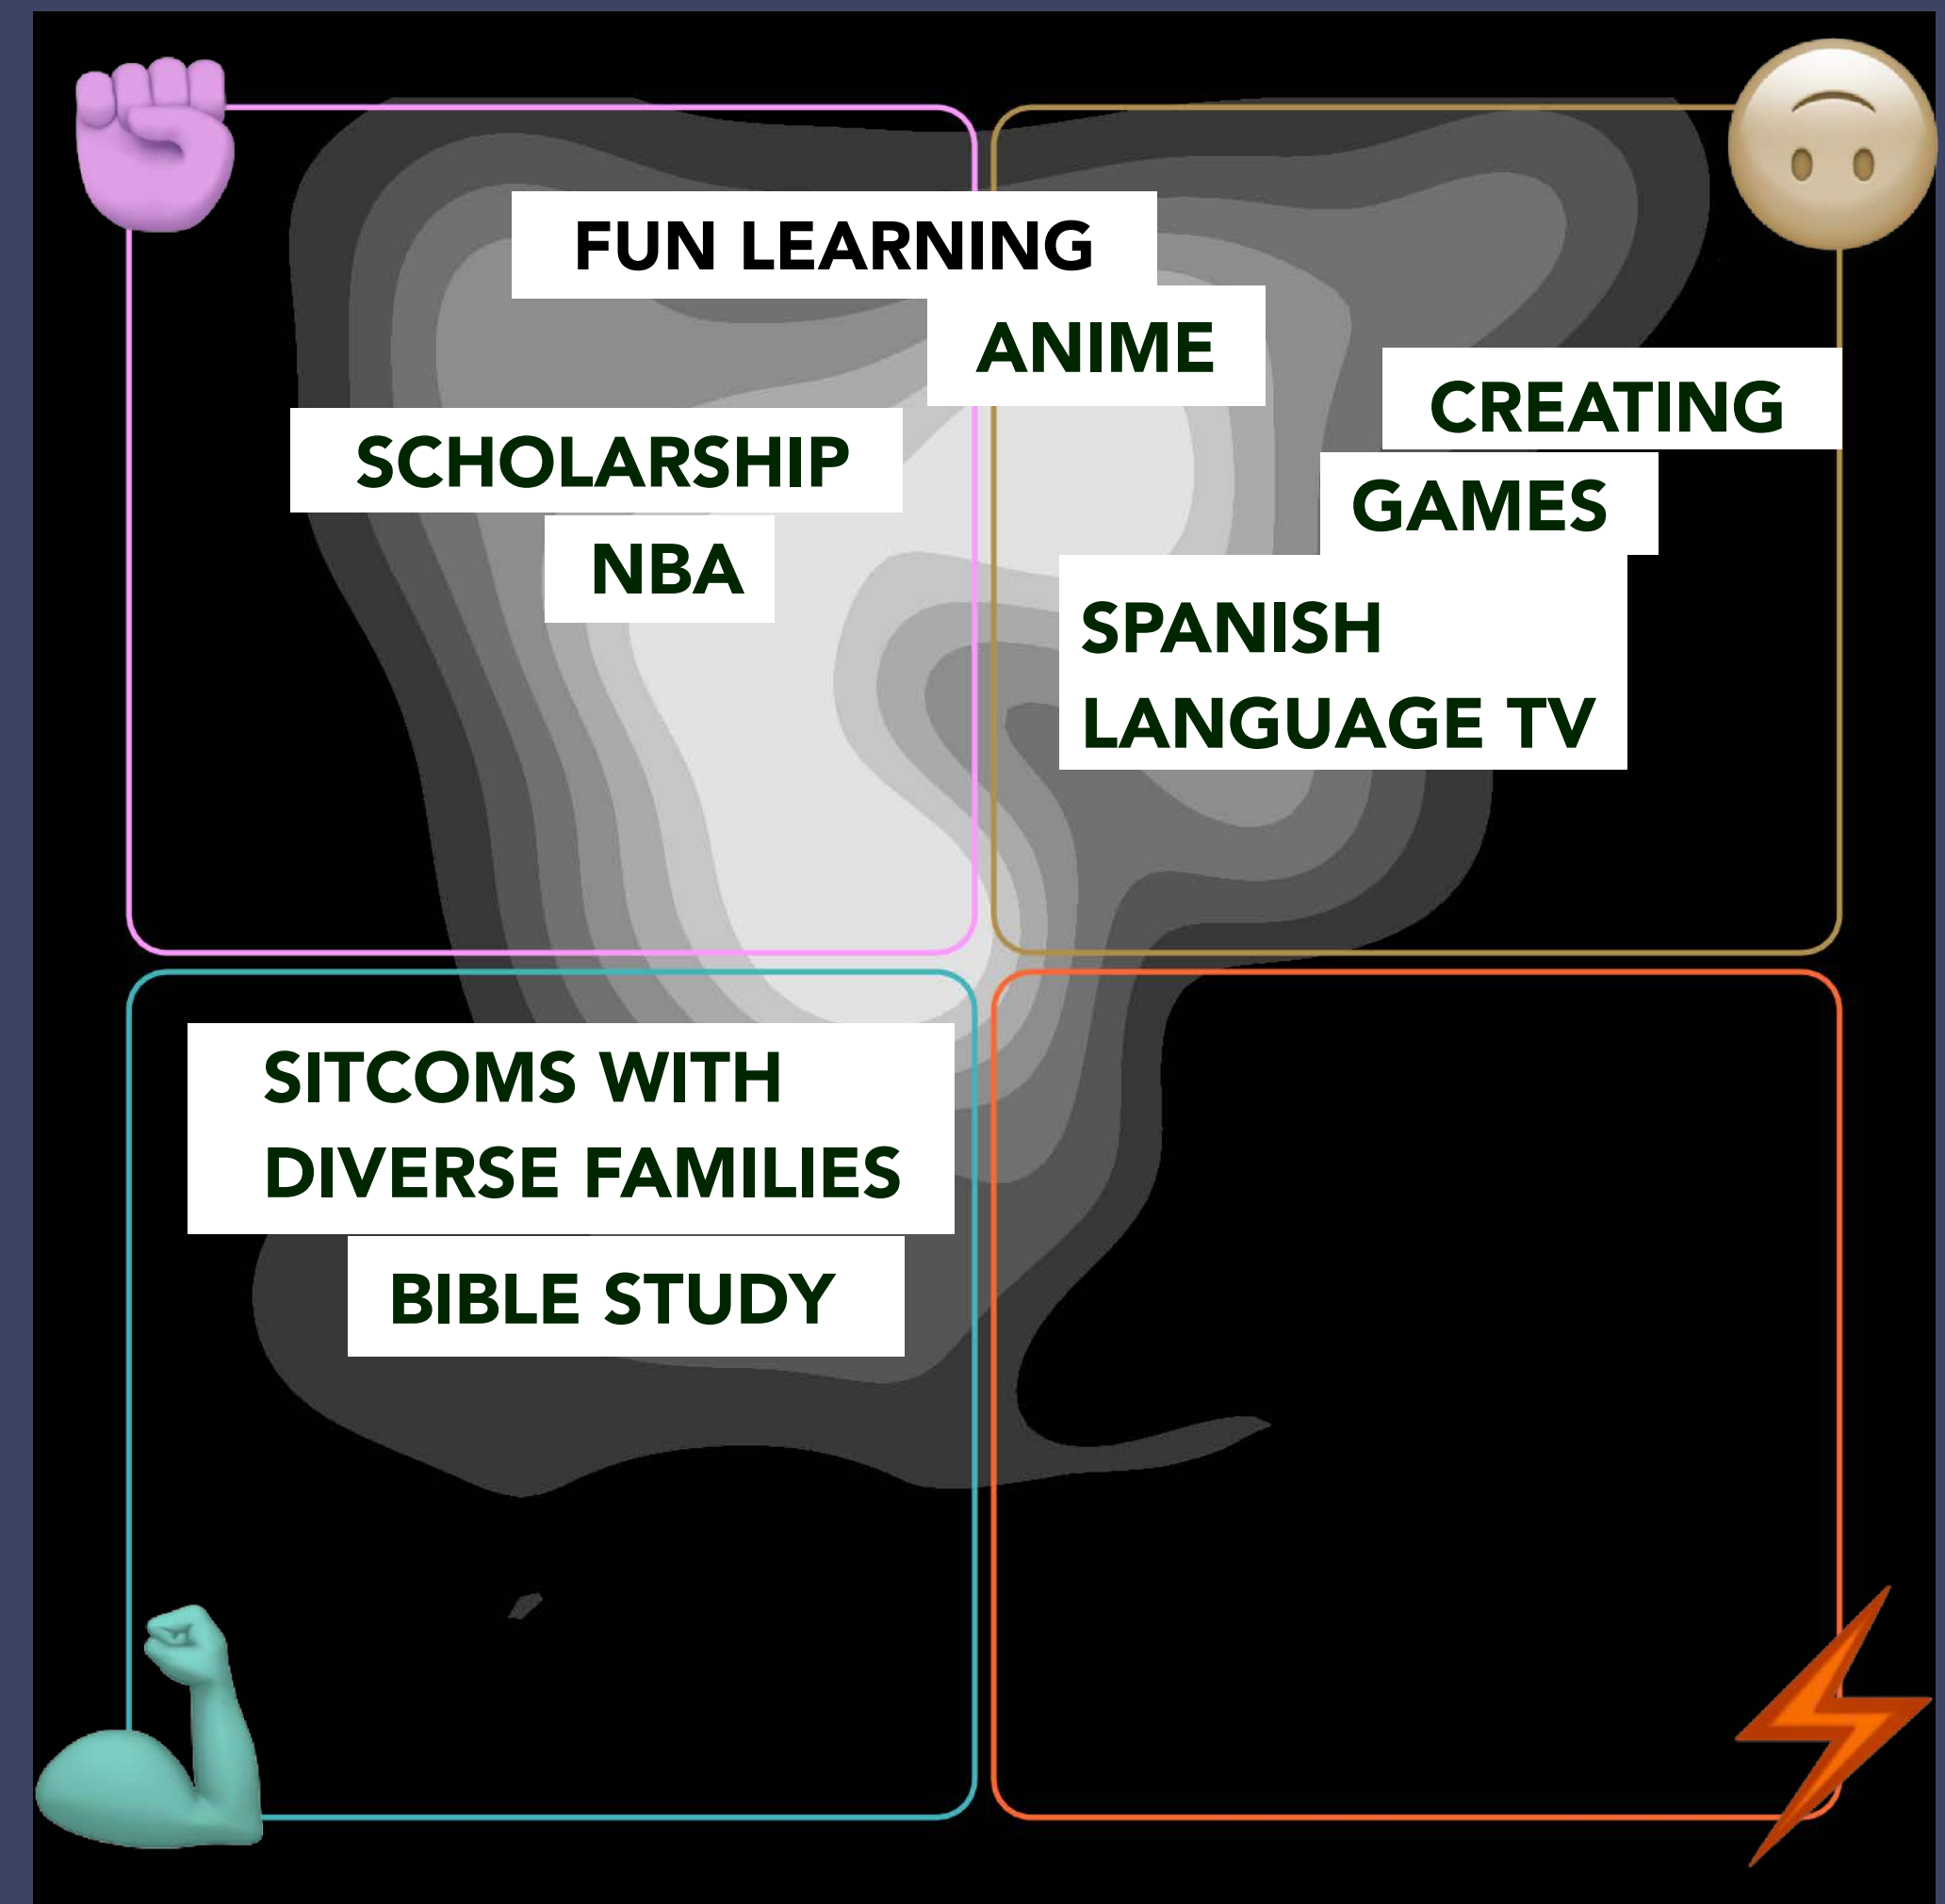 FUN LEARNING
ANIME
CREATING
SCHOLARSHIP
GAMES
NBA
SPANISH
LANGUAGE TV
SITCOMS WITH
DIVERSE FAMILIES
BIBLE STUDY